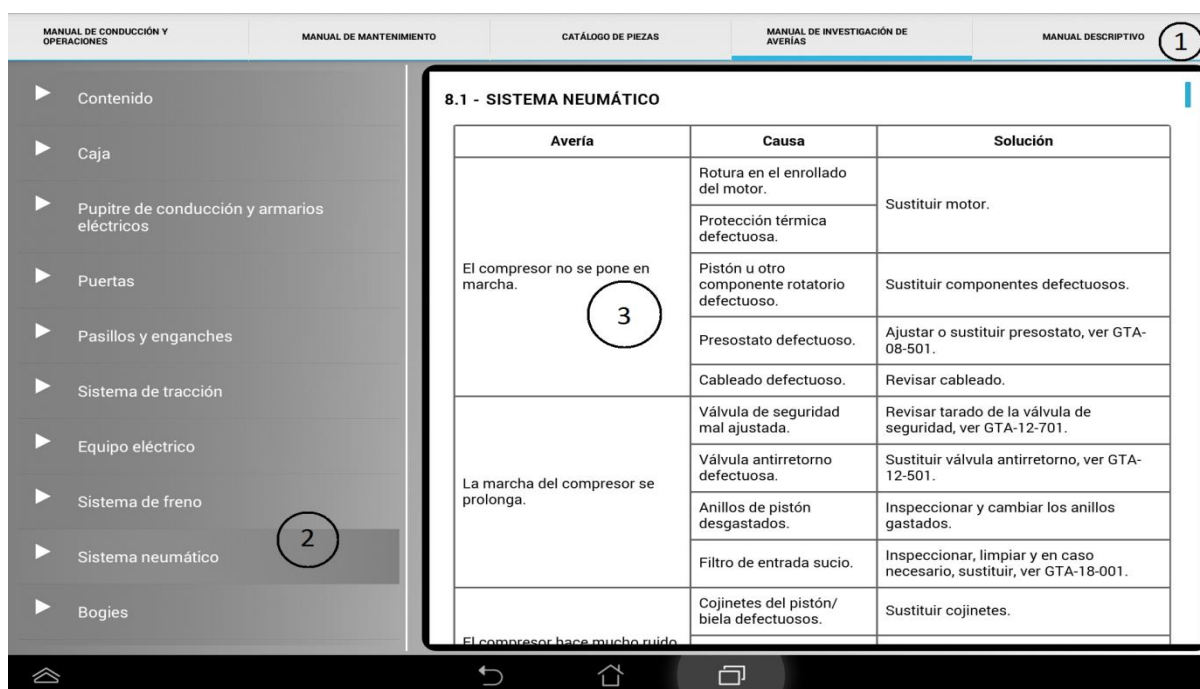 MANUAL DE CONDUCCIÓN Y
OPERACIONES
MANUAL DE MANTENIMIENTO
CATÁLOGO DE PIEZAS
MANUAL DE INVESTIGACIÓN DE
AVERÍAS
MANUAL DESCRIPTIVO
1
Contenido
Caja
Pupitre de conducción y armarios
eléctricos
Puertas
Pasillos y enganches
Sistema de tracción
Equipo eléctrico
Sistema de freno
2
Sistema neumático
Bogies
8.1 - SISTEMA NEUMÁTICO
Avería
Causa
Solución
El compresor no se pone en
marcha.
3
Rotura en el enrollado
del motor.
Sustituir motor.
Protección térmica
defectuosa.
Pistón u otro
componente rotatorio
defectuoso.
Sustituir componentes defectuosos.
Presostato defectuoso.
Ajustar o sustituir presostato, ver GTA-
08-501.
Cableado defectuoso.
Revisar cableado.
La marcha del compresor se
prolonga.
Válvula de seguridad
mal ajustada.
Revisar tarado de la válvula de
seguridad, ver GTA-12-701.
Válvula antirretorno
defectuosa.
Sustituir válvula antirretorno, ver GTA-
12-501.
Anillos de pistón
desgastados.
Inspeccionar y cambiar los anillos
gastados.
Filtro de entrada sucio.
Inspeccionar, limpiar y en caso
necesario, sustituir, ver GTA-18-001.
El compresor hace mucho ruido
Cojinetes del pistón/
biela defectuosos.
Sustituir cojinetes.